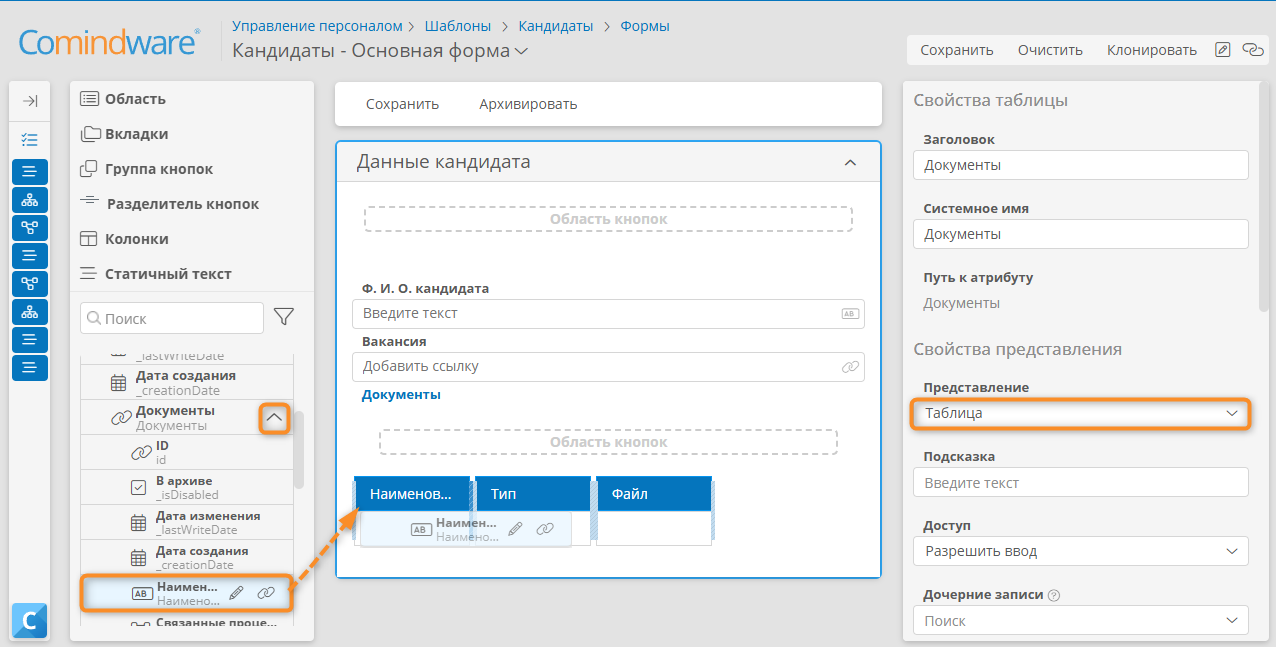 Comindware®
Управление персоналом > Шаблоны > Кандидаты > Формы
Кандидаты - Основная форма
Сохранить Очистить Клонировать
Область
Вкладки
Группа кнопок
Разделитель кнопок
Колонки
Статичный текст
Поиск
_lastWriteDate
Дата создания
_creationDate
Документы
Документы
ID
id
В архиве
_isDisabled
Дата изменения
_lastWriteDate
Дата создания
_creationDate
AB Наимен...
Наимено...
Связанные проце...
C
Сохранить Архивировать
Данные кандидата
Область кнопок
Ф. И. О. кандидата
Введите текст AB
Вакансия
Добавить ссылку
Документы
Область кнопок
Наименов... Тип Файл
AB Наимен...
Наимено...
Свойства таблицы
Заголовок
Документы
Системное имя
Документы
Путь к атрибуту
Документы
Свойства представления
Представление
Таблица
Подсказка
Введите текст
Доступ
Разрешить ввод
Дочерние записи ?
Поиск